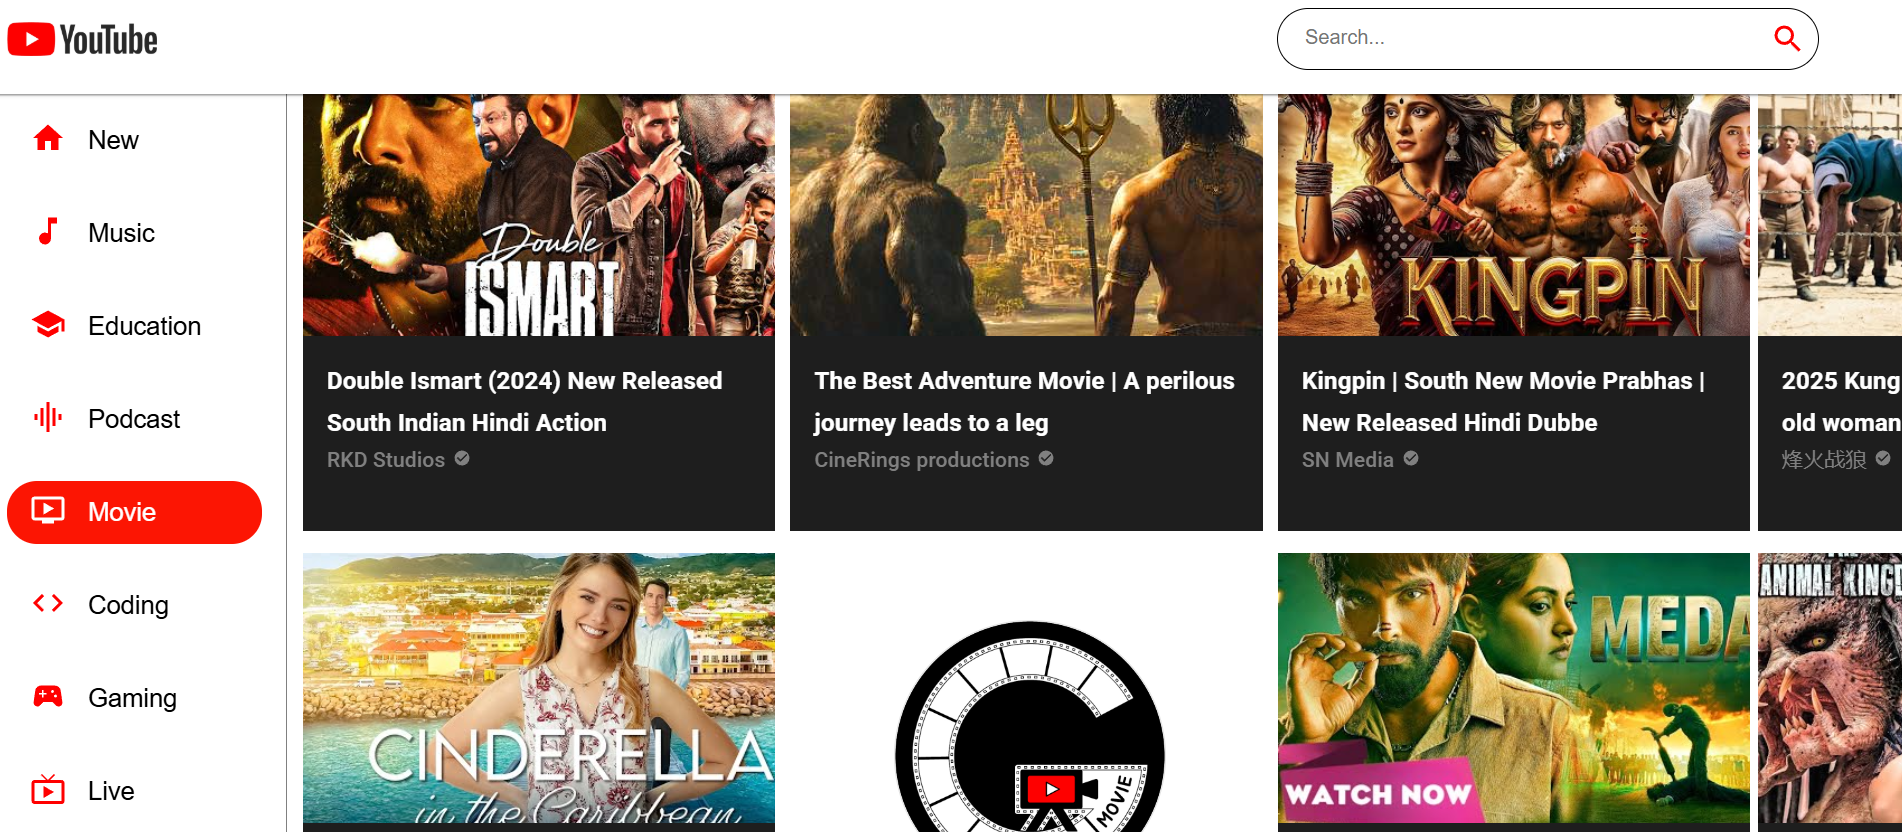 YouTube
Search...
New
Music
Education
Podcast
Movie
Coding
Gaming
Live
Double
ISMART
KINGPIN
Double Ismart (2024) New Released
South Indian Hindi Action
RKD Studios
The Best Adventure Movie | A perilous
journey leads to a leg
CineRings productions
Kingpin | South New Movie Prabhas |
New Released Hindi Dubbe
SN Media
2025 Kung
old woman
烽火战狼
CINDERELLA
in the Caribbean
MOVIE
MEDA
WATCH NOW
THE
ANIMAL KINGD